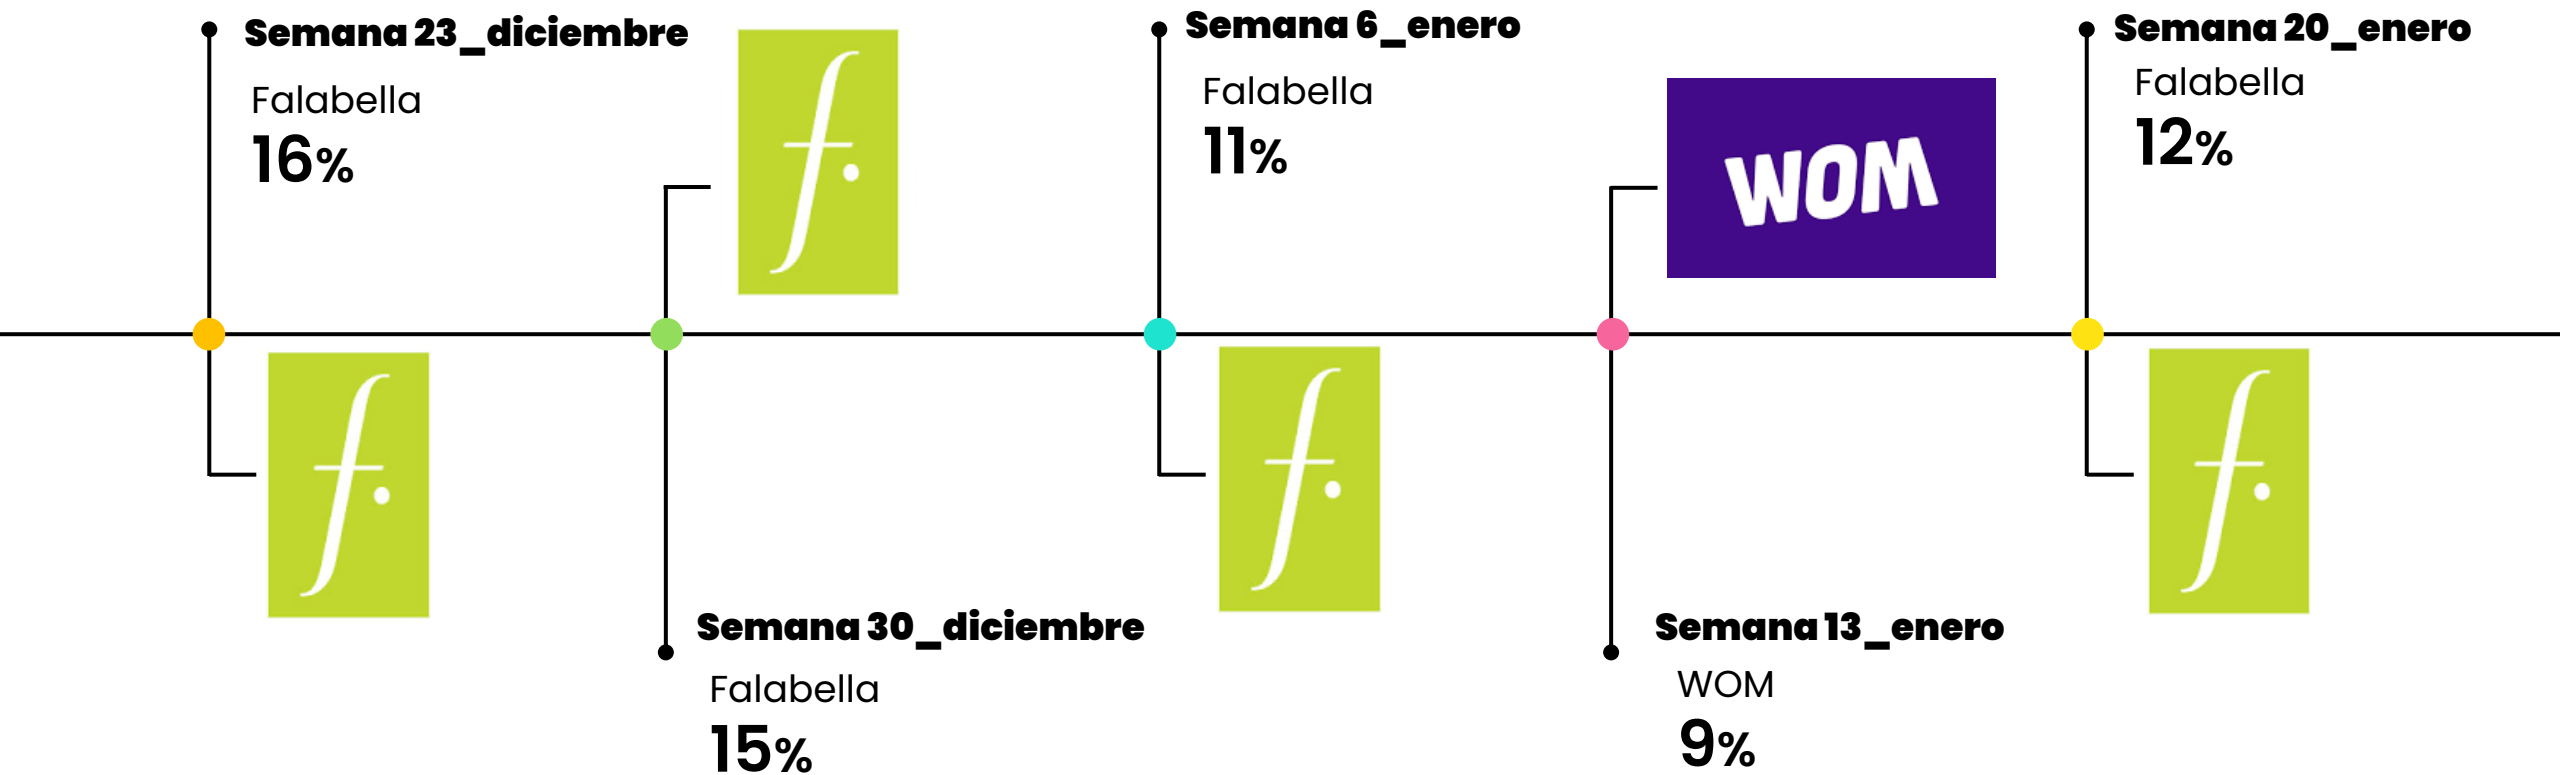 Semana 23_diciembre
Falabella
16%
f.
f.
Semana 30_diciembre
Falabella
15%
Semana 6_enero
Falabella
11%
f.
WOM
Semana 13_enero
WOM
9%
Semana 20_enero
Falabella
12%
f.